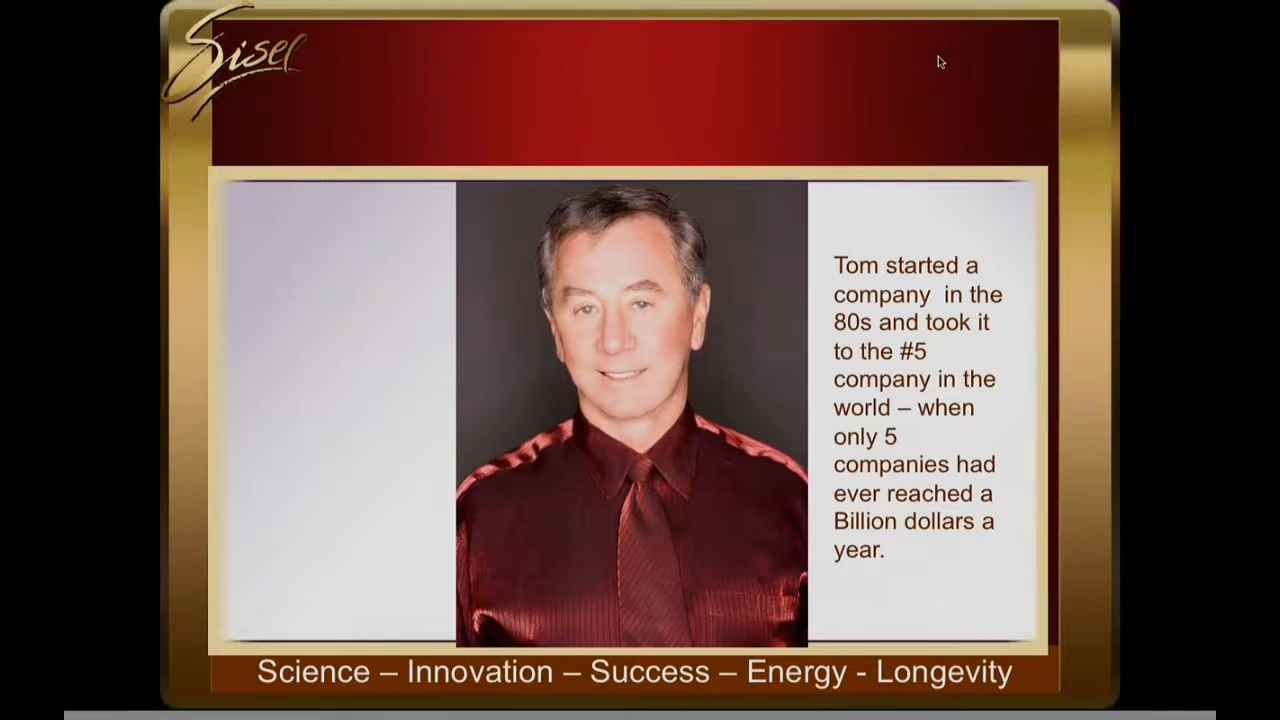 Sisel
Tom started a
company in the
80s and took it
to the #5
company in the
world – when
only 5
companies had
ever reached a
Billion dollars a
year.
Science – Innovation – Success – Energy - Longevity